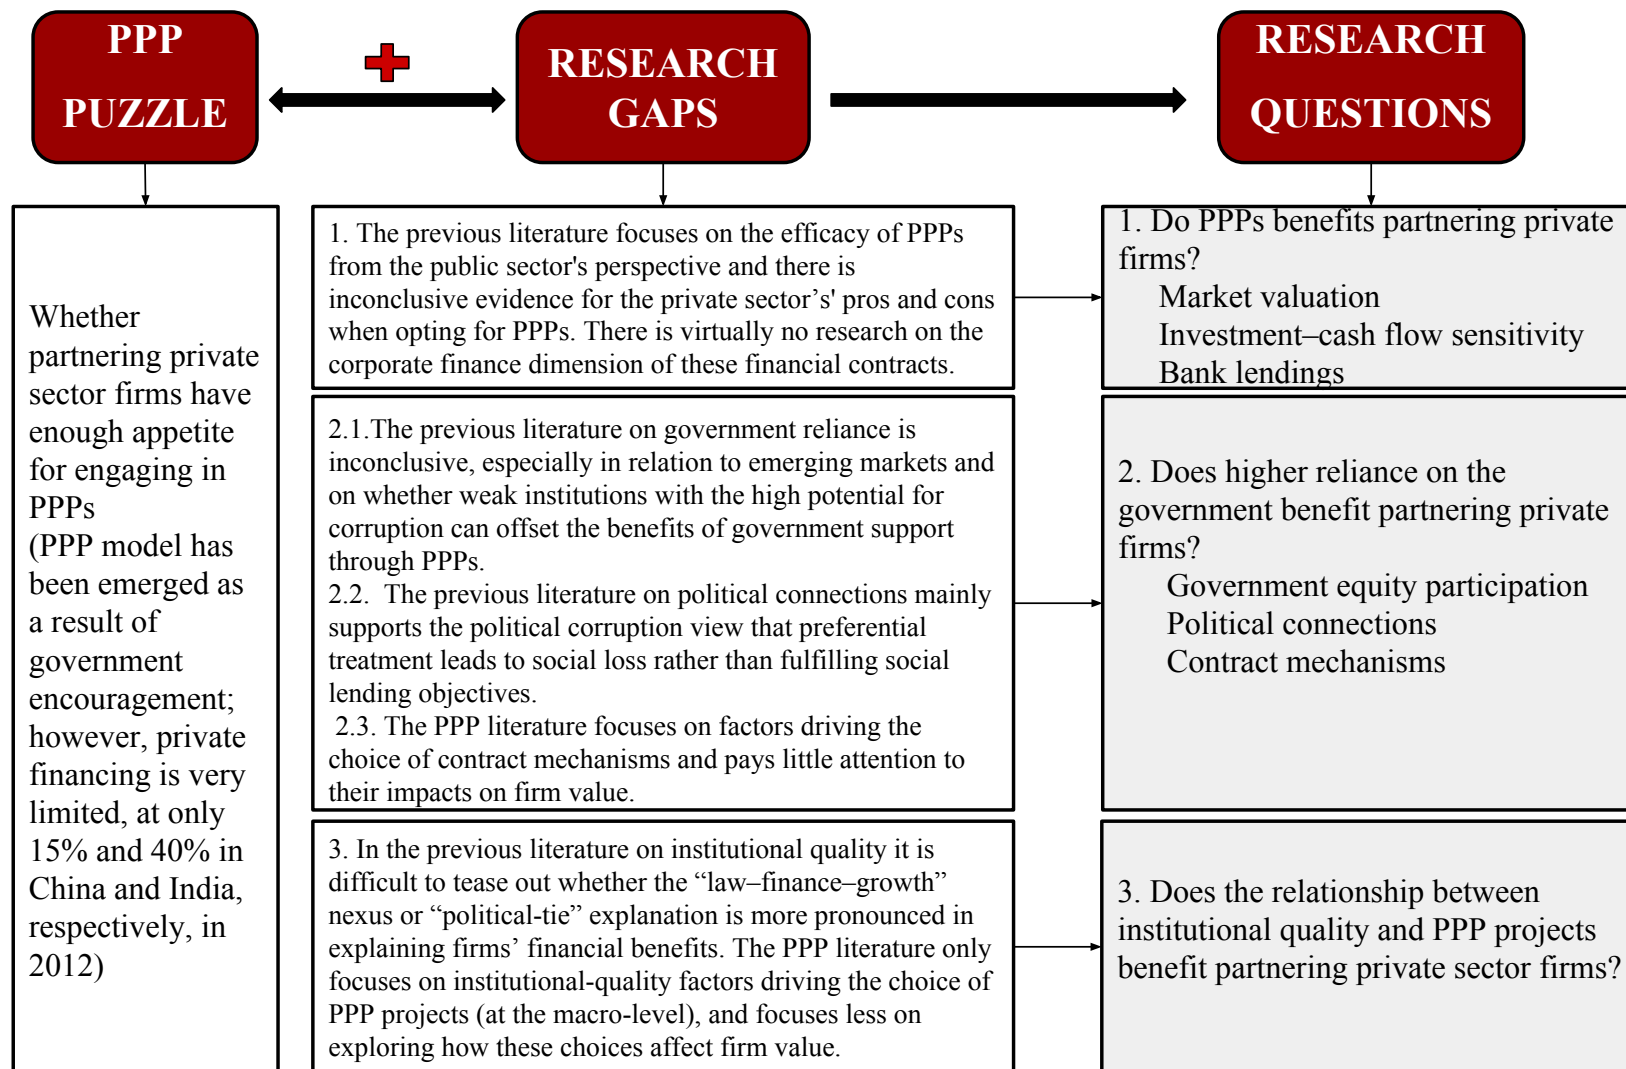 PPP
PUZZLE
RESEARCH
GAPS
RESEARCH
QUESTIONS
Whether
partnering private
sector firms have
enough appetite
for engaging in
PPPs
(PPP model has
been emerged as
a result of
government
encouragement;
however, private
financing is very
limited, at only
15% and 40% in
China and India,
respectively, in
2012)
1. The previous literature focuses on the efficacy of PPPs
from the public sector's perspective and there is
inconclusive evidence for the private sector’s' pros and cons
when opting for PPPs. There is virtually no research on the
corporate finance dimension of these financial contracts.
2.1.The previous literature on government reliance is
inconclusive, especially in relation to emerging markets and
on whether weak institutions with the high potential for
corruption can offset the benefits of government support
through PPPs.
2.2. The previous literature on political connections mainly
supports the political corruption view that preferential
treatment leads to social loss rather than fulfilling social
lending objectives.
2.3. The PPP literature focuses on factors driving the
choice of contract mechanisms and pays little attention to
their impacts on firm value.
3. In the previous literature on institutional quality it is
difficult to tease out whether the “law–finance–growth”
nexus or “political-tie” explanation is more pronounced in
explaining firms’ financial benefits. The PPP literature only
focuses on institutional-quality factors driving the choice of
PPP projects (at the macro-level), and focuses less on
exploring how these choices affect firm value.
1. Do PPPs benefits partnering private
firms?
Market valuation
Investment–cash flow sensitivity
Bank lendings
2. Does higher reliance on the
government benefit partnering private
firms?
Government equity participation
Political connections
Contract mechanisms
3. Does the relationship between
institutional quality and PPP projects
benefit partnering private sector firms?